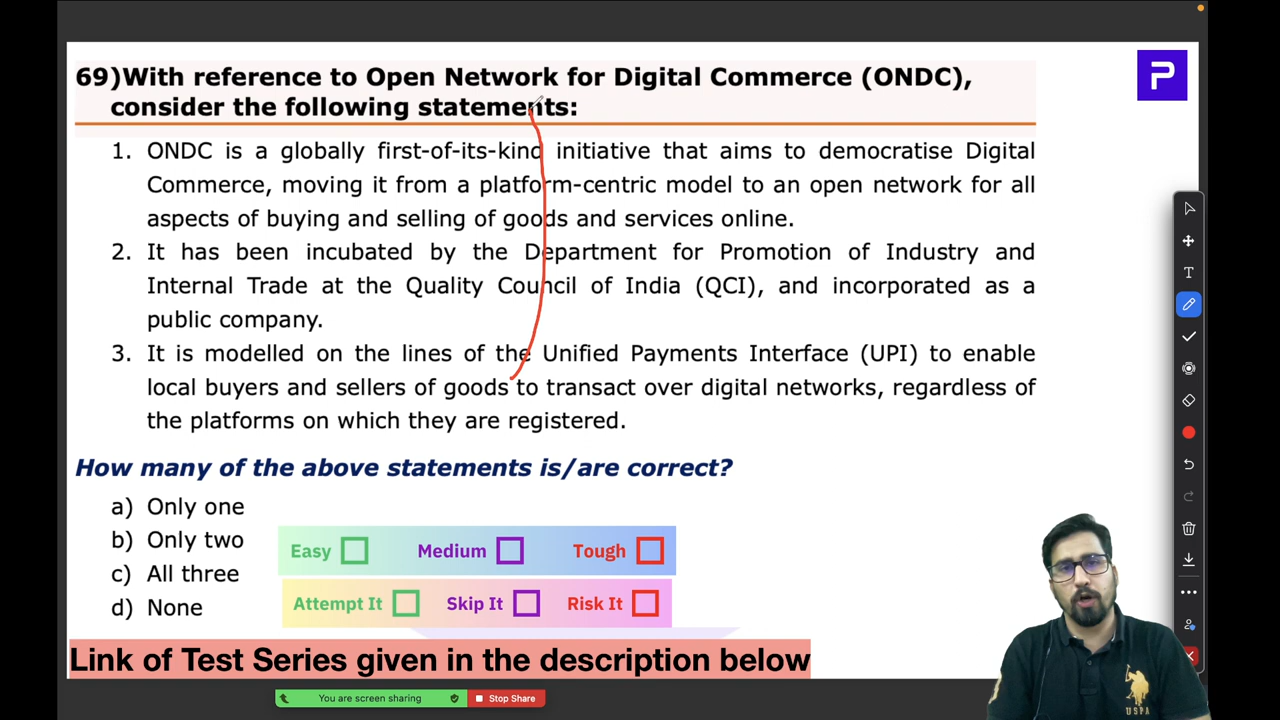 69)With reference to Open Network for Digital Commerce (ONDC),
consider the following statements:
1. ONDC is a globally first-of-its-kind initiative that aims to democratise Digital
Commerce, moving it from a platform-centric model to an open network for all
aspects of buying and selling of goods and services online.
2. It has been incubated by the Department for Promotion of Industry and
Internal Trade at the Quality Council of India (QCI), and incorporated as a
public company.
3. It is modelled on the lines of the Unified Payments Interface (UPI) to enable
local buyers and sellers of goods to transact over digital networks, regardless of
the platforms on which they are registered.
How many of the above statements is/are correct?
a) Only one
b) Only two
c) All three
d) None
Easy Medium Tough
Attempt It Skip It Risk It
Link of Test Series given in the description below
You are screen sharing Stop Share
P
T
USPA